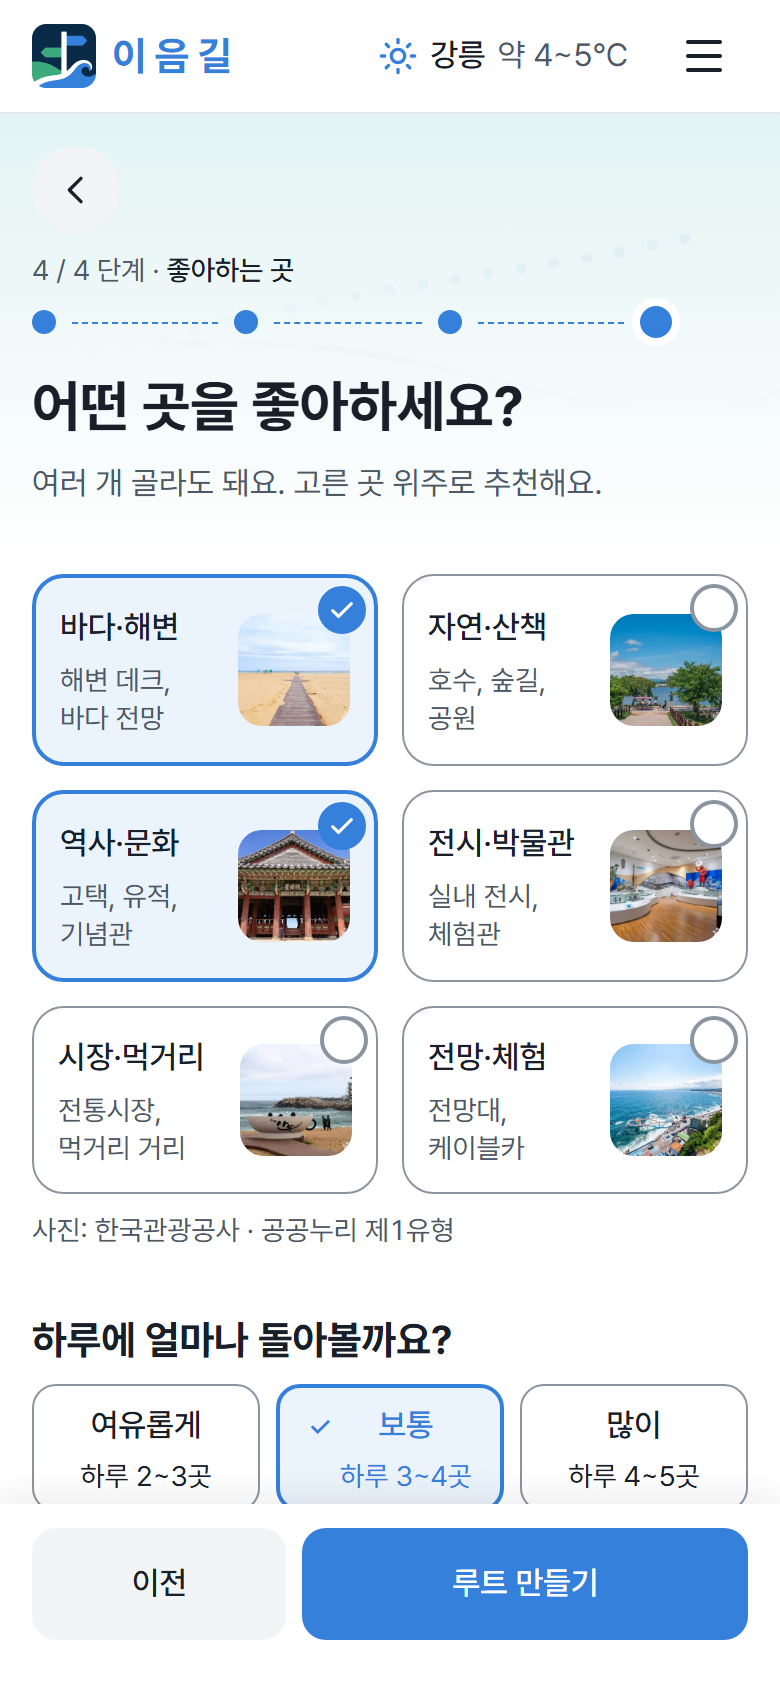 이음길
강릉 약 4~5°C
4 / 4 단계 · 좋아하는 곳
어떤 곳을 좋아하세요?
여러 개 골라도 돼요. 고른 곳 위주로 추천해요.
바다·해변
해변 데크,
바다 전망
자연·산책
호수, 숲길,
공원
역사·문화
고택, 유적,
기념관
전시·박물관
실내 전시,
체험관
시장·먹거리
전통시장,
먹거리 거리
전망·체험
전망대,
케이블카
사진: 한국관광공사 · 공공누리 제1유형
하루에 얼마나 돌아볼까요?
여유롭게
하루 2~3곳
보통
하루 3~4곳
많이
하루 4~5곳
이전
루트 만들기